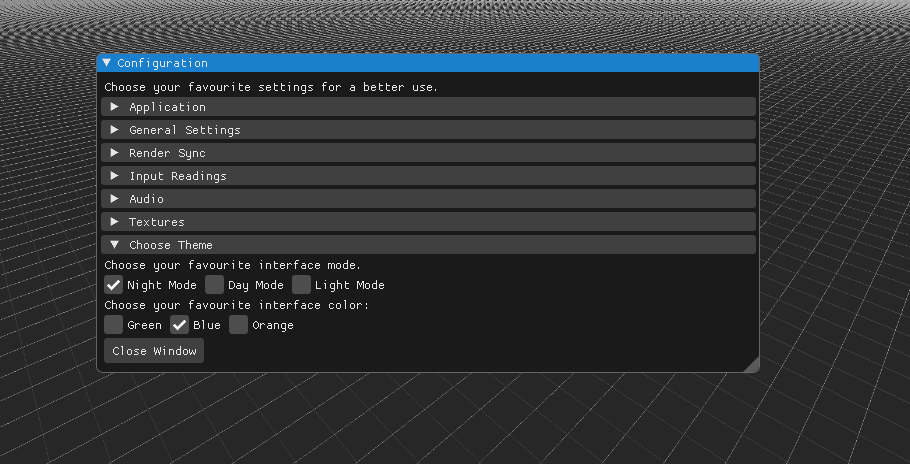 Configuration
Choose your favourite settings for a better use.
Application
General Settings
Render Sync
Input Readings
Audio
Textures
Choose Theme
Choose your favourite interface mode.
Night Mode Day Mode Light Mode
Choose your favourite interface color:
Green Blue Orange
Close Window